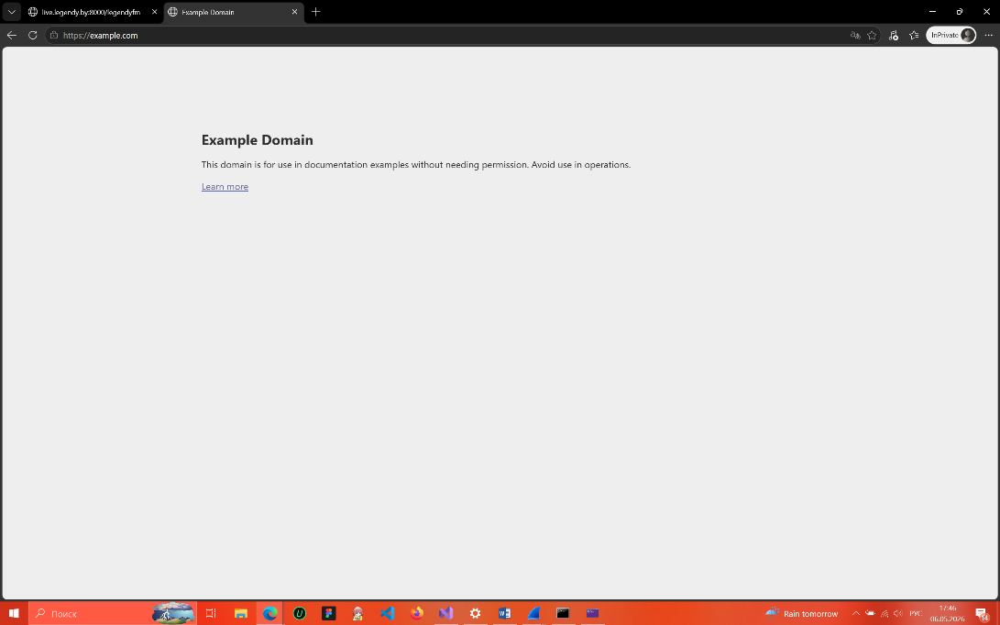 live.legendy.by:8000/legendyfm
Example Domain
https://example.com
InPrivate
Example Domain
This domain is for use in documentation examples without needing permission. Avoid use in operations.
Learn more
Поиск
Rain tomorrow
РУС
17:46
06.05.2026
14